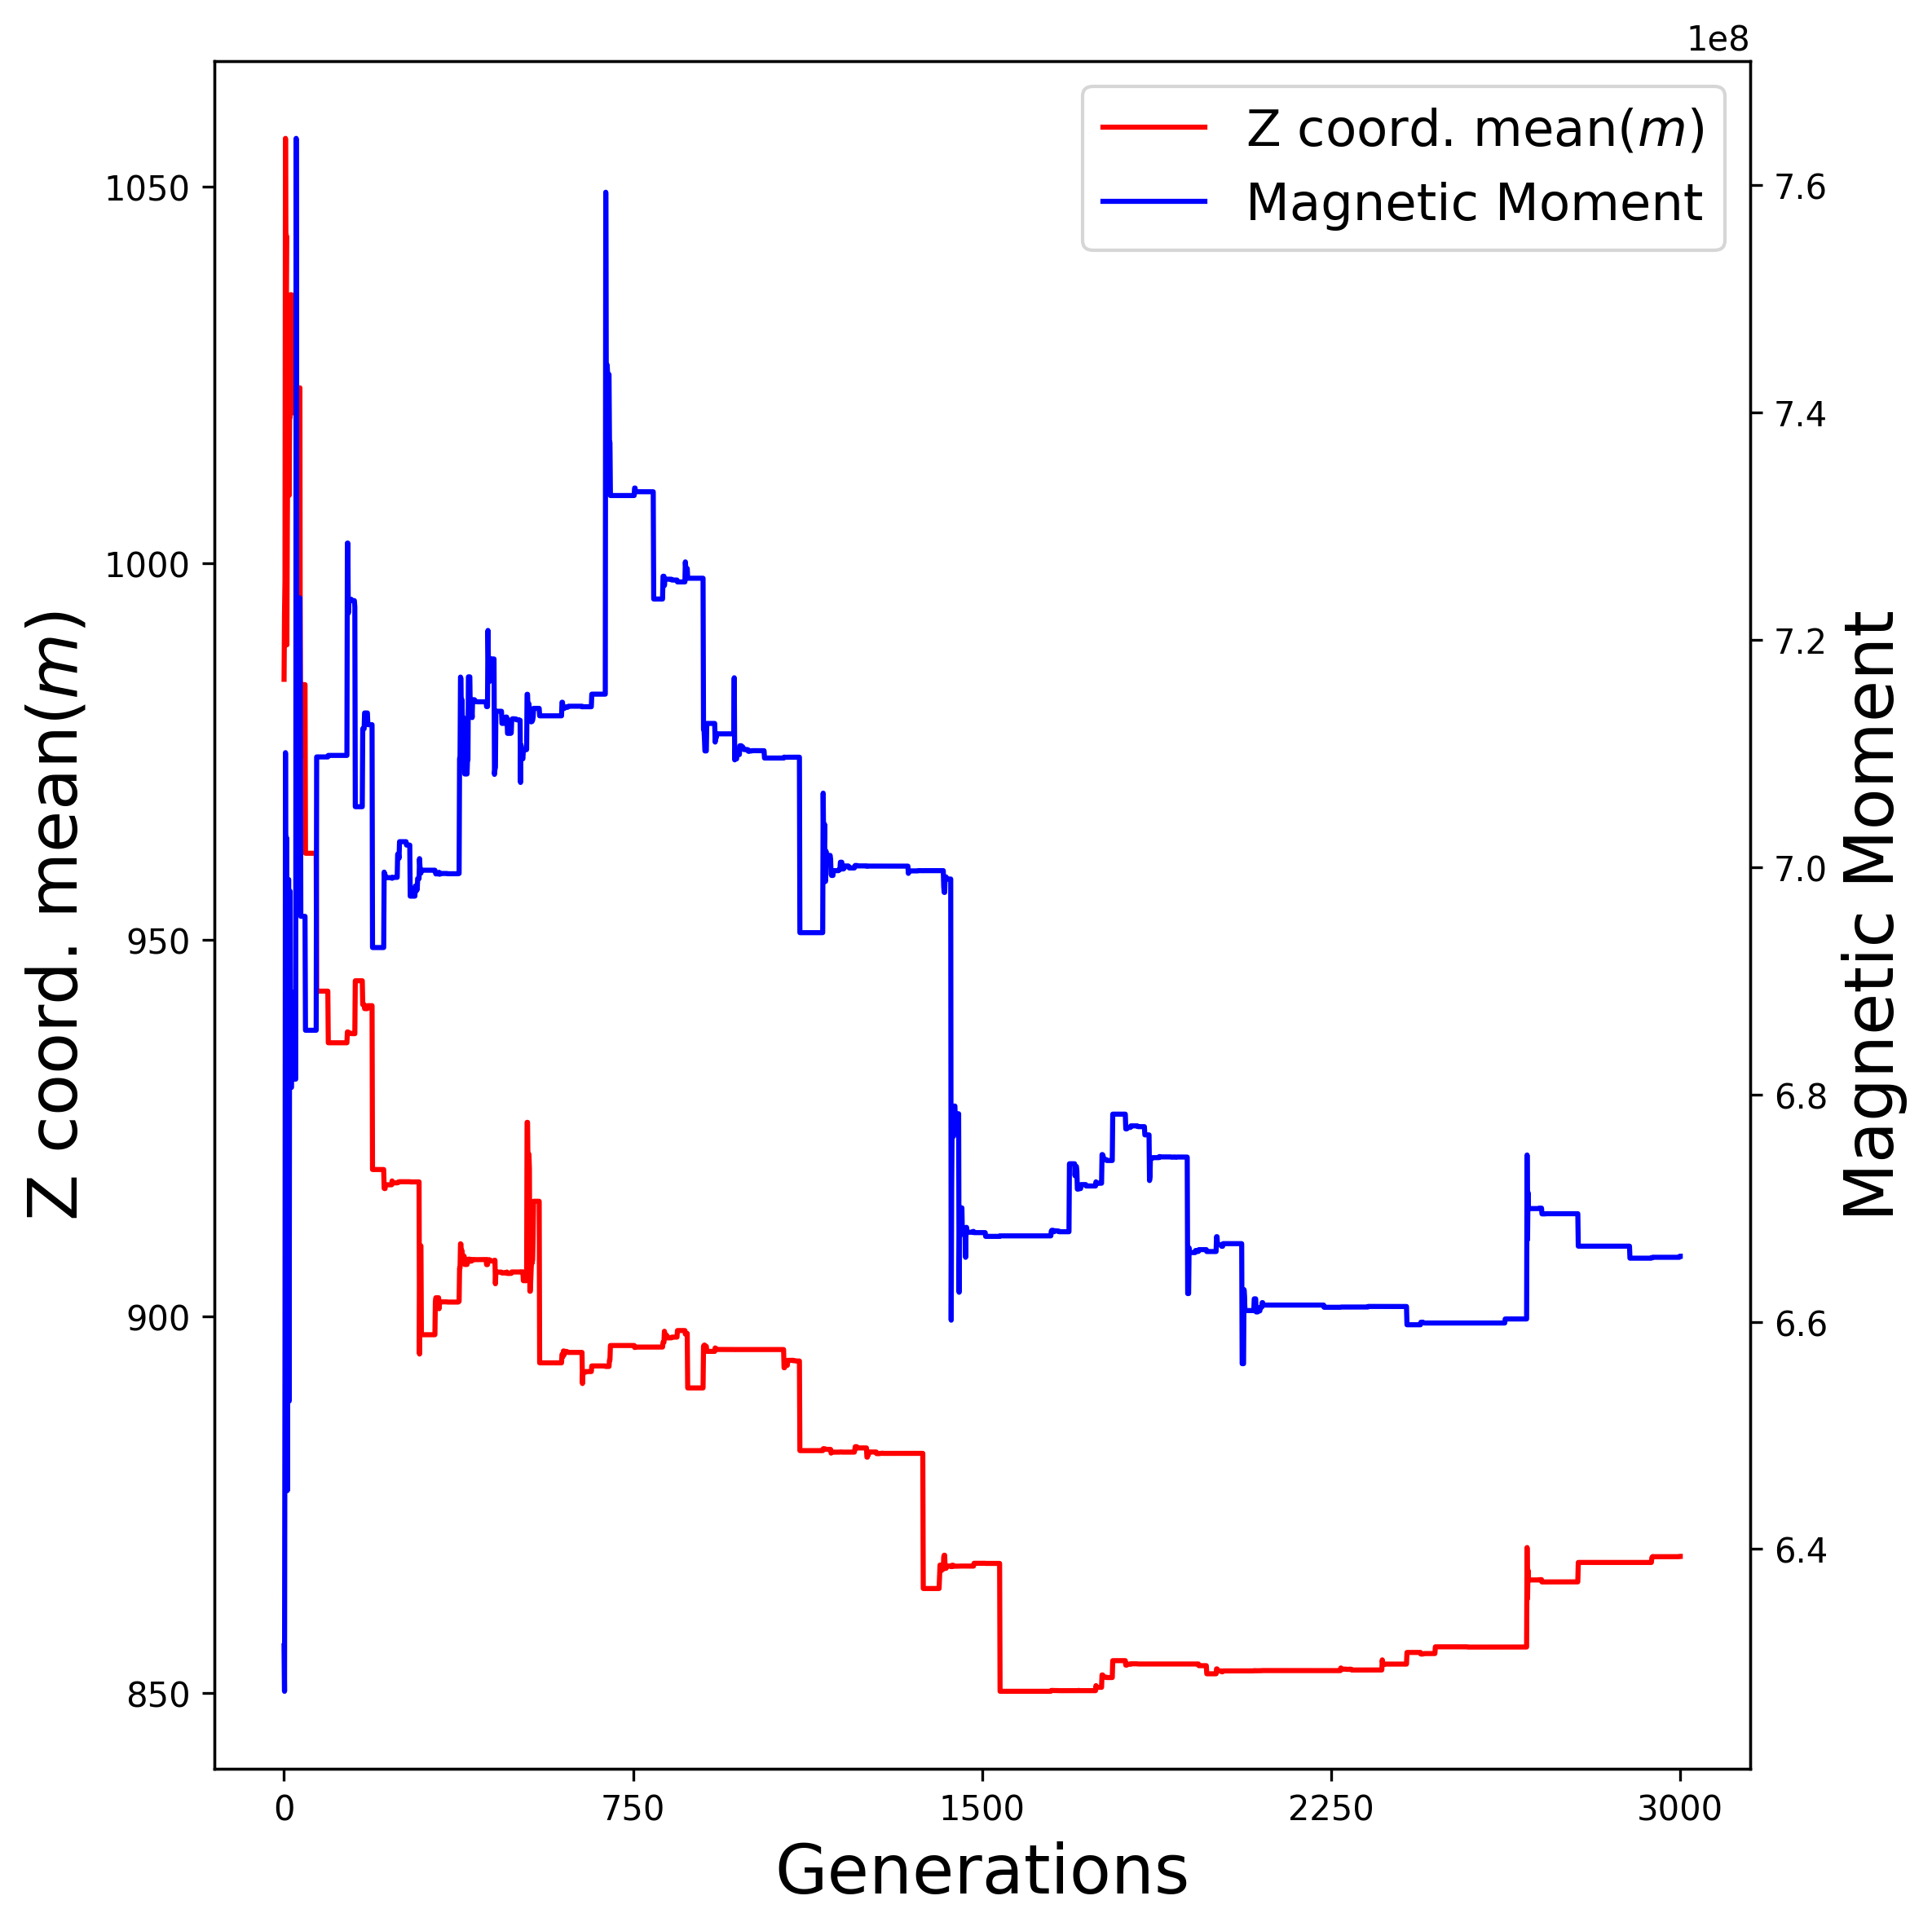 1e8
Z coord. mean(m)
Magnetic Moment
1050
1000
950
900
850
Z coord. mean(m)
7.6
7.4
7.2
7.0
6.8
6.6
6.4
Magnetic Moment
0 750 1500 2250 3000
Generations